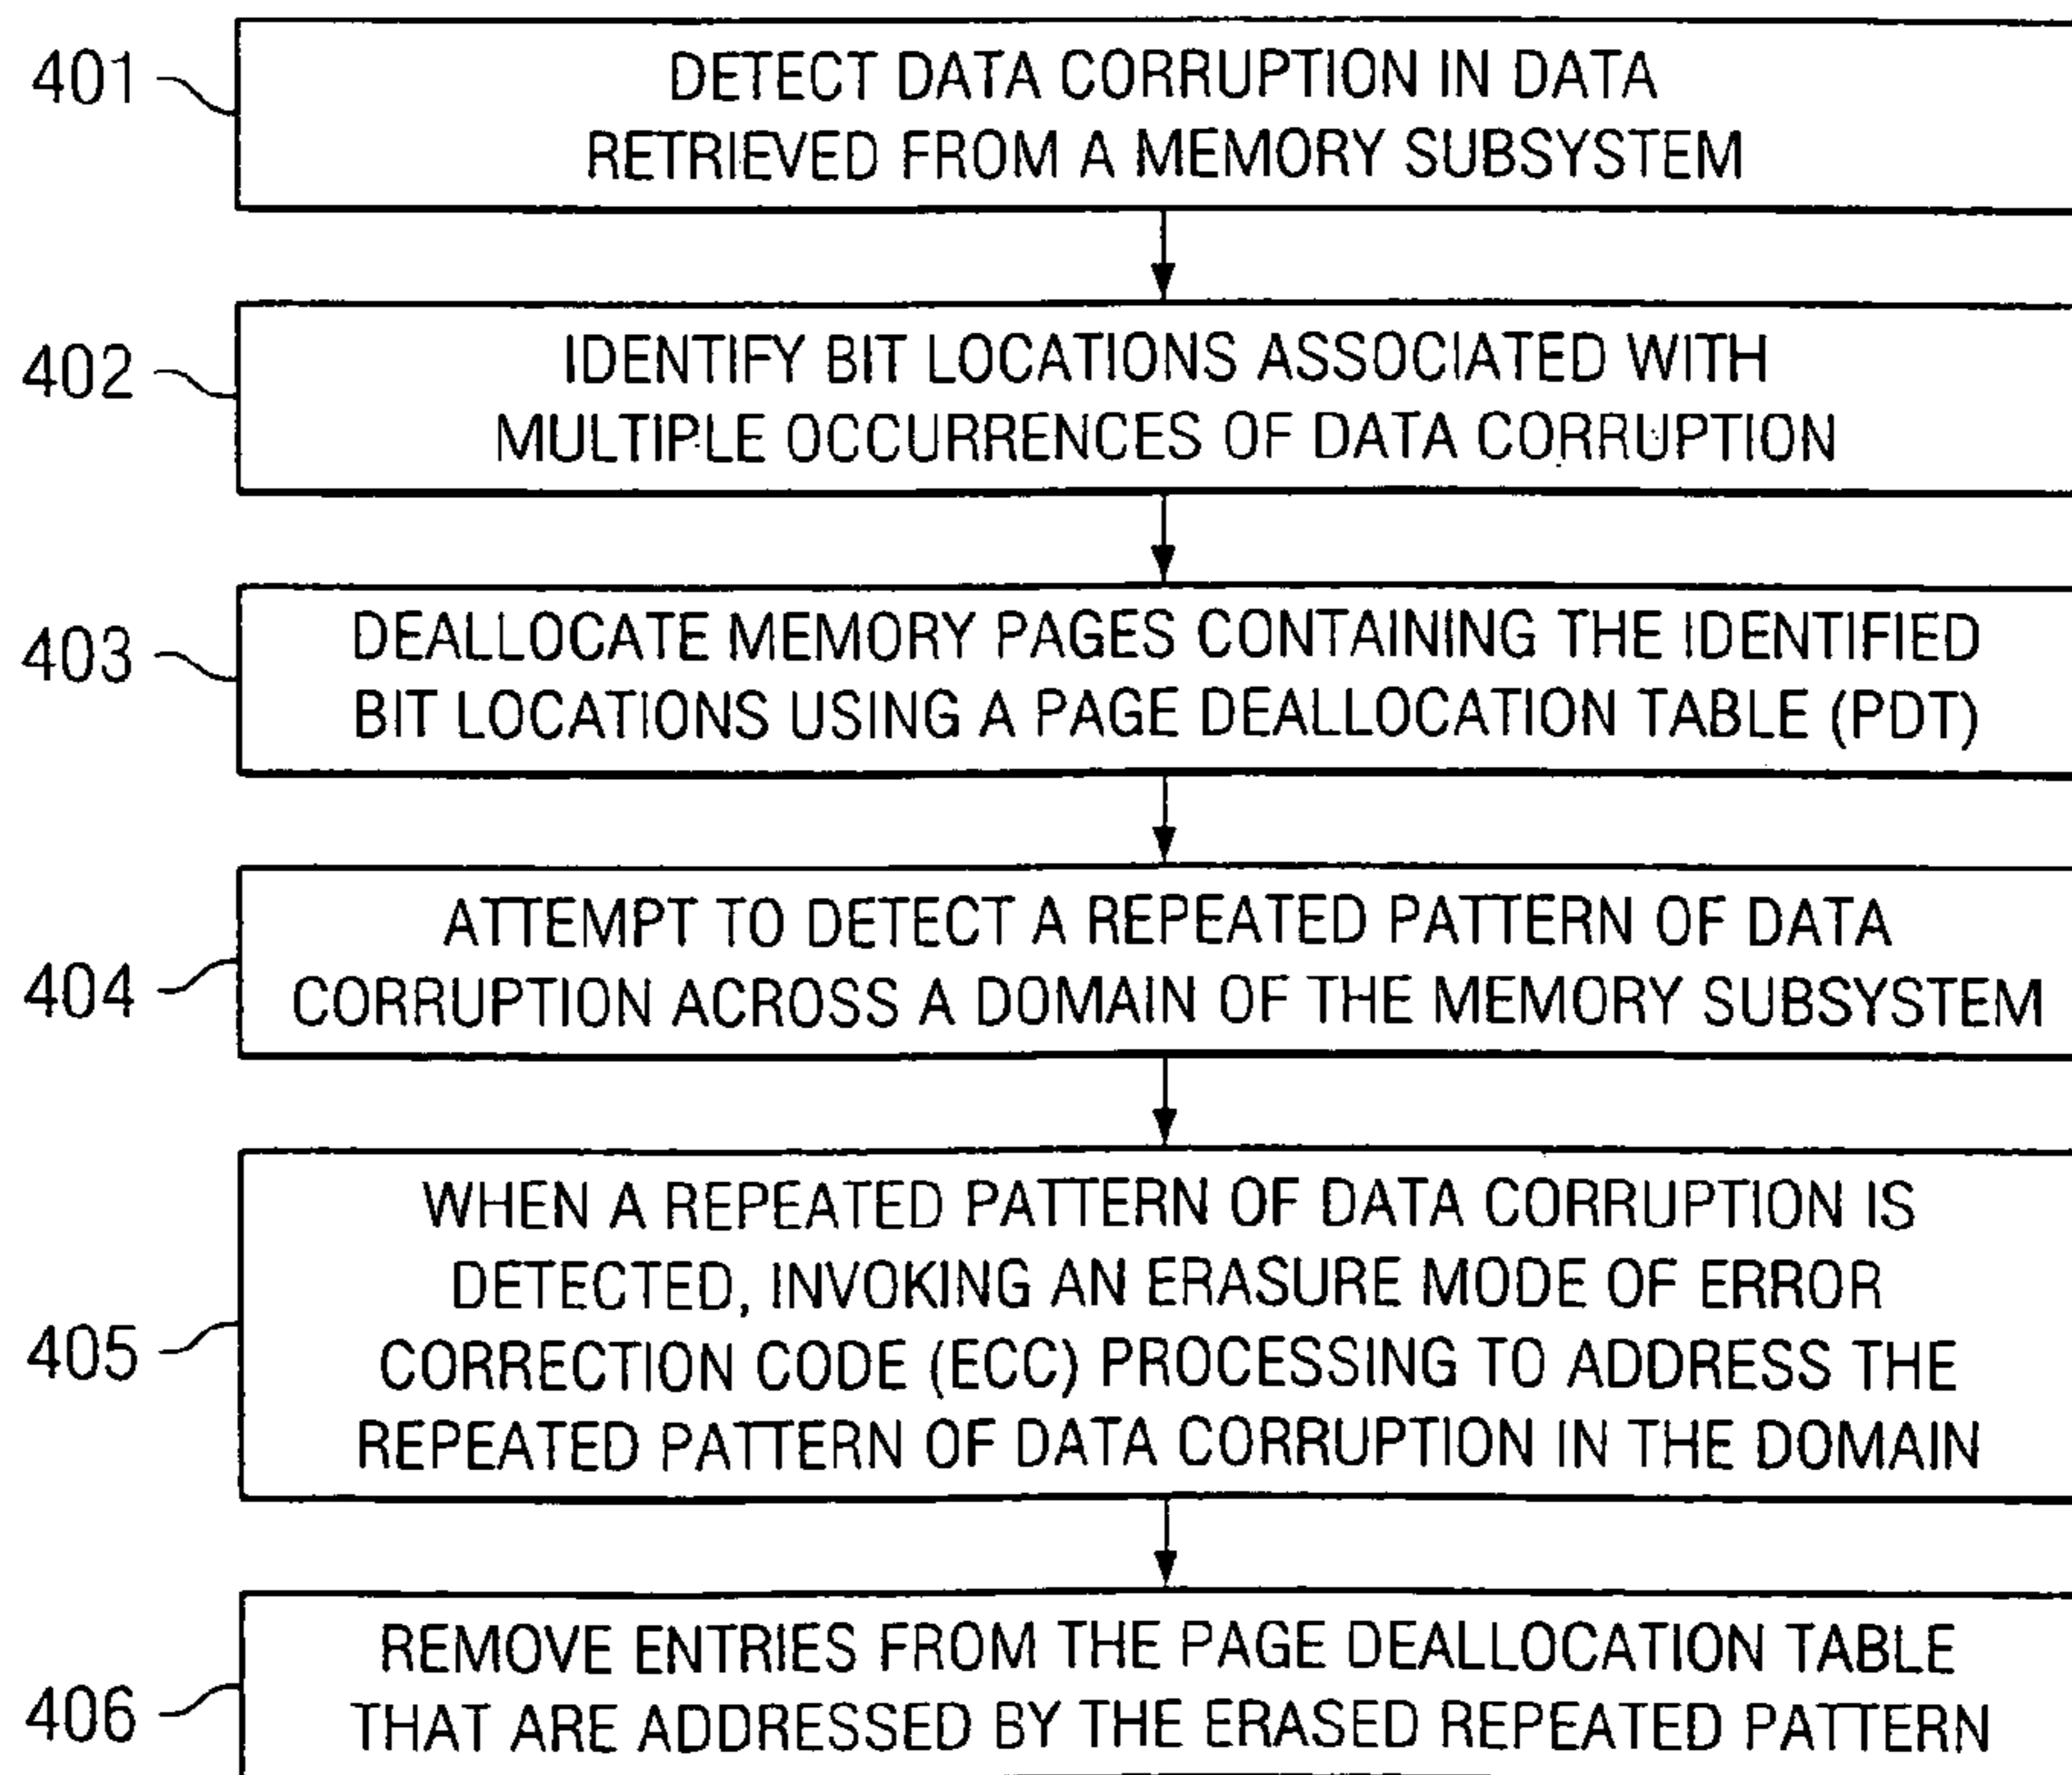 401
DETECT DATA CORRUPTION IN DATA
RETRIEVED FROM A MEMORY SUBSYSTEM
402
IDENTIFY BIT LOCATIONS ASSOCIATED WITH
MULTIPLE OCCURRENCES OF DATA CORRUPTION
403
DEALLOCATE MEMORY PAGES CONTAINING THE IDENTIFIED
BIT LOCATIONS USING A PAGE DEALLOCATION TABLE (PDT)
404
ATTEMPT TO DETECT A REPEATED PATTERN OF DATA
CORRUPTION ACROSS A DOMAIN OF THE MEMORY SUBSYSTEM
405
WHEN A REPEATED PATTERN OF DATA CORRUPTION IS
DETECTED, INVOKING AN ERASURE MODE OF ERROR
CORRECTION CODE (ECC) PROCESSING TO ADDRESS THE
REPEATED PATTERN OF DATA CORRUPTION IN THE DOMAIN
406
REMOVE ENTRIES FROM THE PAGE DEALLOCATION TABLE
THAT ARE ADDRESSED BY THE ERASED REPEATED PATTERN